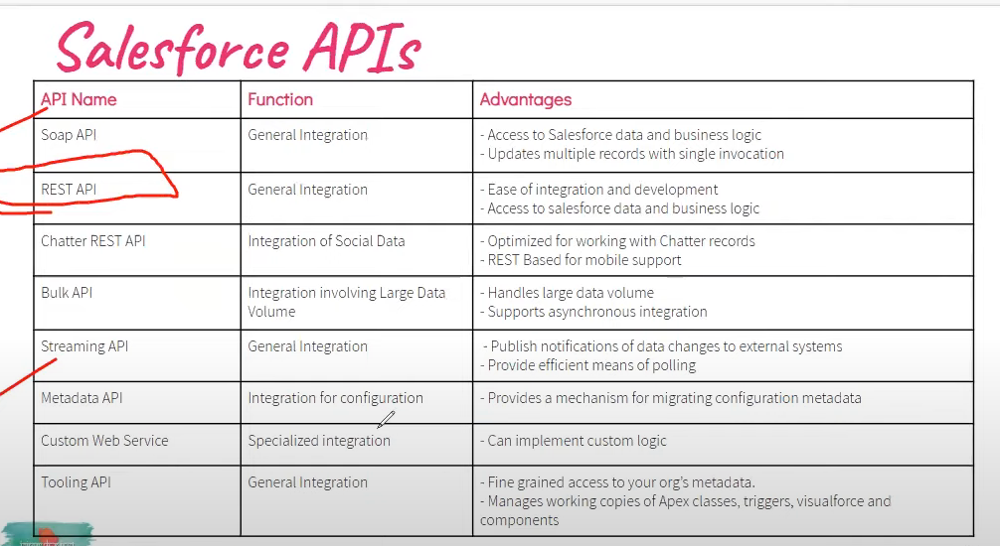 Salesforce APIs
API Name Function Advantages
Soap API General Integration - Access to Salesforce data and business logic
- Updates multiple records with single invocation
REST API General Integration - Ease of integration and development
- Access to salesforce data and business logic
Chatter REST API Integration of Social Data - Optimized for working with Chatter records
- REST Based for mobile support
Bulk API Integration involving Large Data - Handles large data volume
Volume - Supports asynchronous integration
Streaming API General Integration - Publish notifications of data changes to external systems
- Provide efficient means of polling
Metadata API Integration for configuration - Provides a mechanism for migrating configuration metadata
Custom Web Service Specialized integration - Can implement custom logic
Tooling API General Integration - Fine grained access to your org's metadata.
- Manages working copies of Apex classes, triggers, visualforce and
components